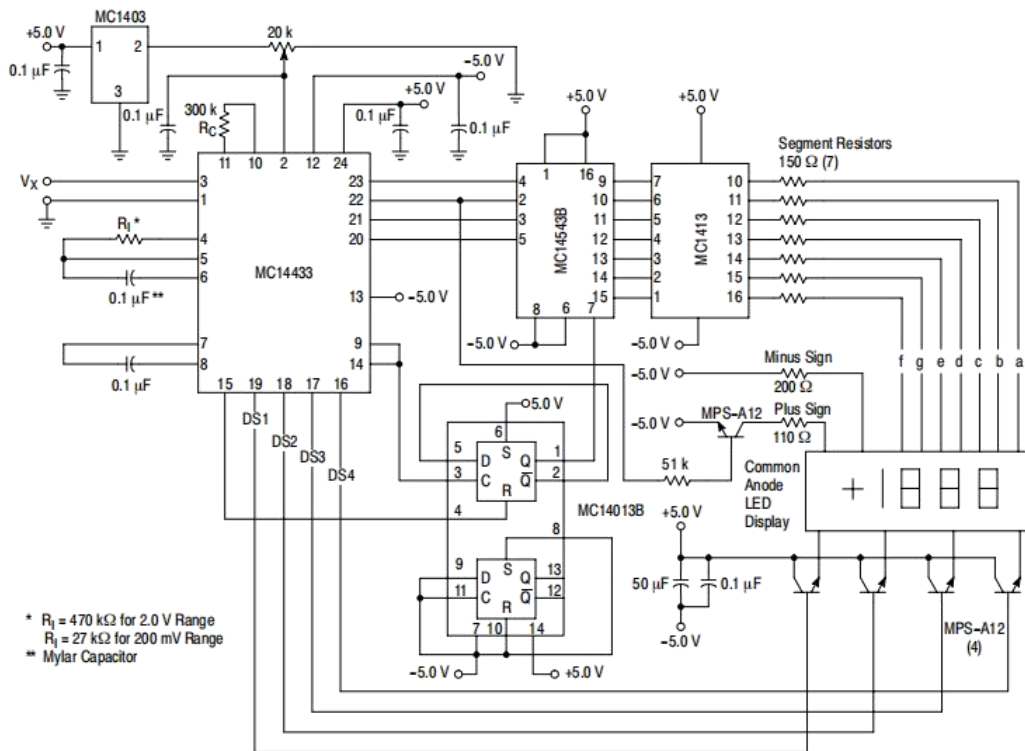 MC1403
+5.0 V
1
2
3
0.1 µF
20 k
-5.0 V
+5.0 V
0.1 µF
300 k
RC
0.1 µF
0.1 µF
11 10 2 12 24
VX
3
1
RI *
4
5
6
0.1 µF**
7
8
0.1 µF
MC14433
23
22
21
20
13
-5.0 V
9
14
15 19 18 17 16
DS1
DS2
DS3
DS4
+5.0 V
1 16
4
2
3
5
MC14543B
9
10
11
12
13
14
15
8 6 7
-5.0 V
+5.0 V
7
6
5
4
3
2
1
MC1413
10
11
12
13
14
15
16
-5.0 V
Segment Resistors
150 Ω (7)
f g e d c b a
-5.0 V
Minus Sign
200 Ω
MPS-A12
-5.0 V
Plus Sign
110 Ω
51 k
Common
Anode
LED
Display
5.0 V
6
5 D S Q 1
3 C Q 2
R
4
MC14013B
8
9 D S Q 13
11 C Q 12
R
7 10 14
-5.0 V
+5.0 V
+5.0 V
50 µF
0.1 µF
-5.0 V
MPS-A12
(4)
* RI = 470 kΩ for 2.0 V Range
RI = 27 kΩ for 200 mV Range
** Mylar Capacitor